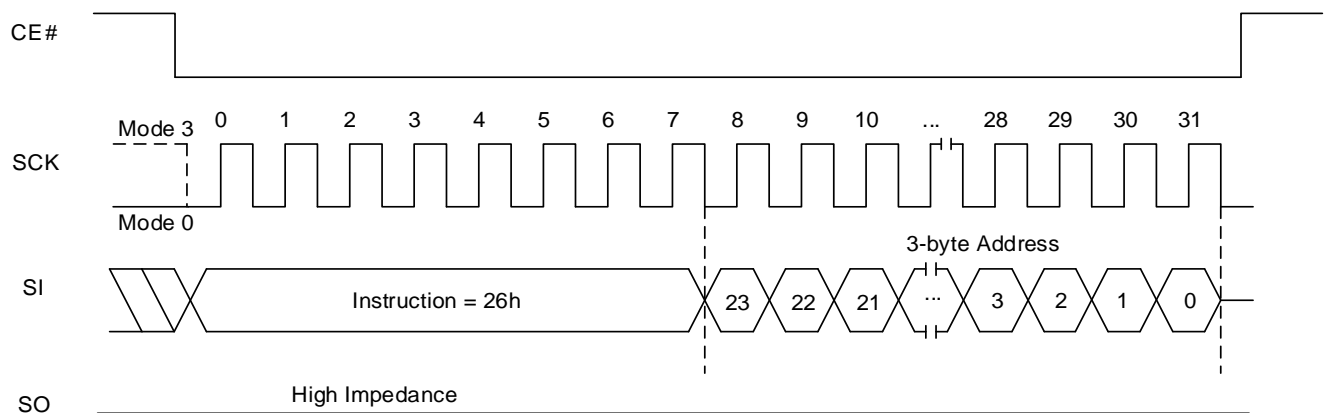 CE#
Mode 3 0 1 2 3 4 5 6 7 8 9 10 ... 28 29 30 31
SCK
Mode 0
3-byte Address
SI Instruction = 26h 23 22 21 ... 3 2 1 0
High Impedance
SO